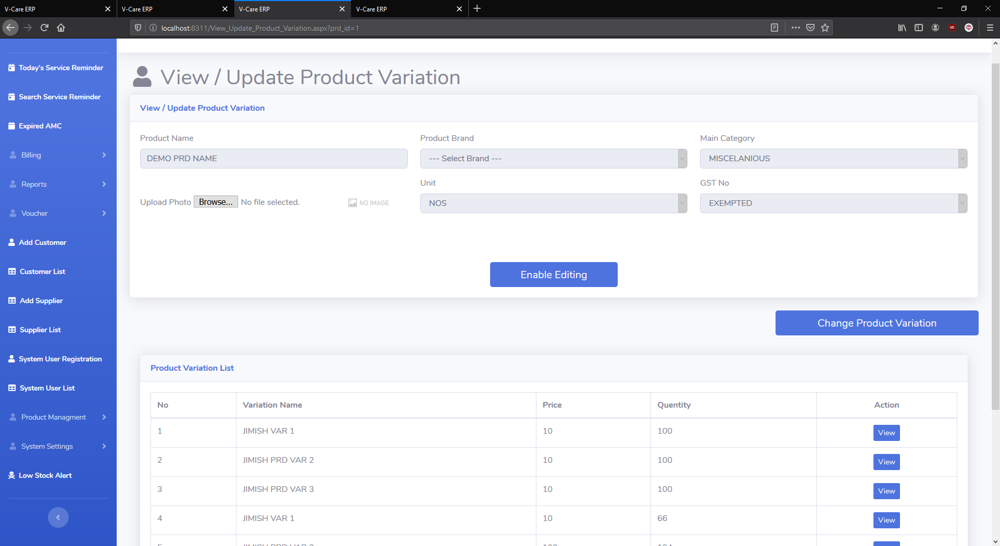 V-Care ERP V-Care ERP V-Care ERP V-Care ERP
localhost:8311/View_Update_Product_Variation.aspx?prd_id=1
Today's Service Reminder
Search Service Reminder
Expired AMC
Billing
Reports
Voucher
Add Customer
Customer List
Add Supplier
Supplier List
System User Registration
System User List
Product Managment
System Settings
Low Stock Alert
View / Update Product Variation
View / Update Product Variation
Product Name Product Brand Main Category
DEMO PRD NAME --- Select Brand --- MISCELANIOUS
Unit GST No
Upload Photo Browse... No file selected. NO IMAGE NOS EXEMPTED
Enable Editing
Change Product Variation
Product Variation List
No Variation Name Price Quentity Action
1 JIMISH VAR 1 10 100 View
2 JIMISH PRD VAR 2 10 100 View
3 JIMISH PRD VAR 3 10 100 View
4 JIMISH VAR 1 10 66 View